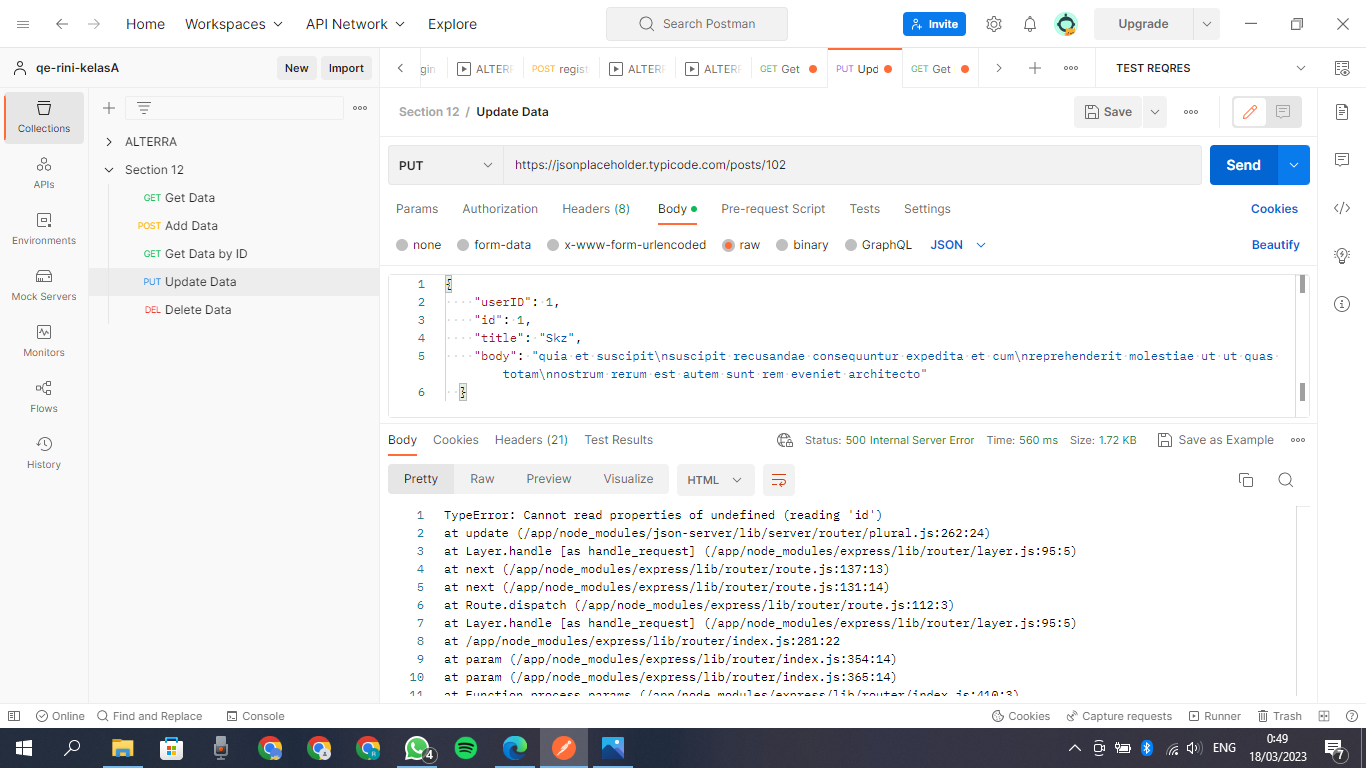 Home Workspaces API Network Explore Search Postman Invite Upgrade
qe-rini-kelasA New Import
gin ALTERR POST regist ALTERR ALTERR GET Get PUT Upd GET Get TEST REQRES
Collections
APIs
Environments
Mock Servers
Monitors
Flows
History
ALTERRA
Section 12
GET Get Data
POST Add Data
GET Get Data by ID
PUT Update Data
DEL Delete Data
Section 12 / Update Data Save
PUT https://jsonplaceholder.typicode.com/posts/102 Send
Params Authorization Headers (8) Body Pre-request Script Tests Settings Cookies
none form-data x-www-form-urlencoded raw binary GraphQL JSON Beautify
1 {
2 "userID": 1,
3 "id": 1,
4 "title": "Skz",
5 "body": "quia et suscipit\nsuscipit recusandae consequuntur expedita et cum\nreprehenderit molestiae ut ut quas
totam\nnostrum rerum est autem sunt rem eveniet architecto"
6 }
Body Cookies Headers (21) Test Results Status: 500 Internal Server Error Time: 560 ms Size: 1.72 KB Save as Example
Pretty Raw Preview Visualize HTML
1 TypeError: Cannot read properties of undefined (reading 'id')
2 at update (/app/node_modules/json-server/lib/server/router/plural.js:262:24)
3 at Layer.handle [as handle_request] (/app/node_modules/express/lib/router/layer.js:95:5)
4 at next (/app/node_modules/express/lib/router/route.js:137:13)
5 at next (/app/node_modules/express/lib/router/route.js:131:14)
6 at Route.dispatch (/app/node_modules/express/lib/router/route.js:112:3)
7 at Layer.handle [as handle_request] (/app/node_modules/express/lib/router/layer.js:95:5)
8 at /app/node_modules/express/lib/router/index.js:281:22
9 at param (/app/node_modules/express/lib/router/index.js:354:14)
10 at param (/app/node_modules/express/lib/router/index.js:365:14)
11 at Function.process_params (/app/node_modules/express/lib/router/index.js:410:3)
Online Find and Replace Console Cookies Capture requests Runner Trash
4 ENG 0:49
18/03/2023 7